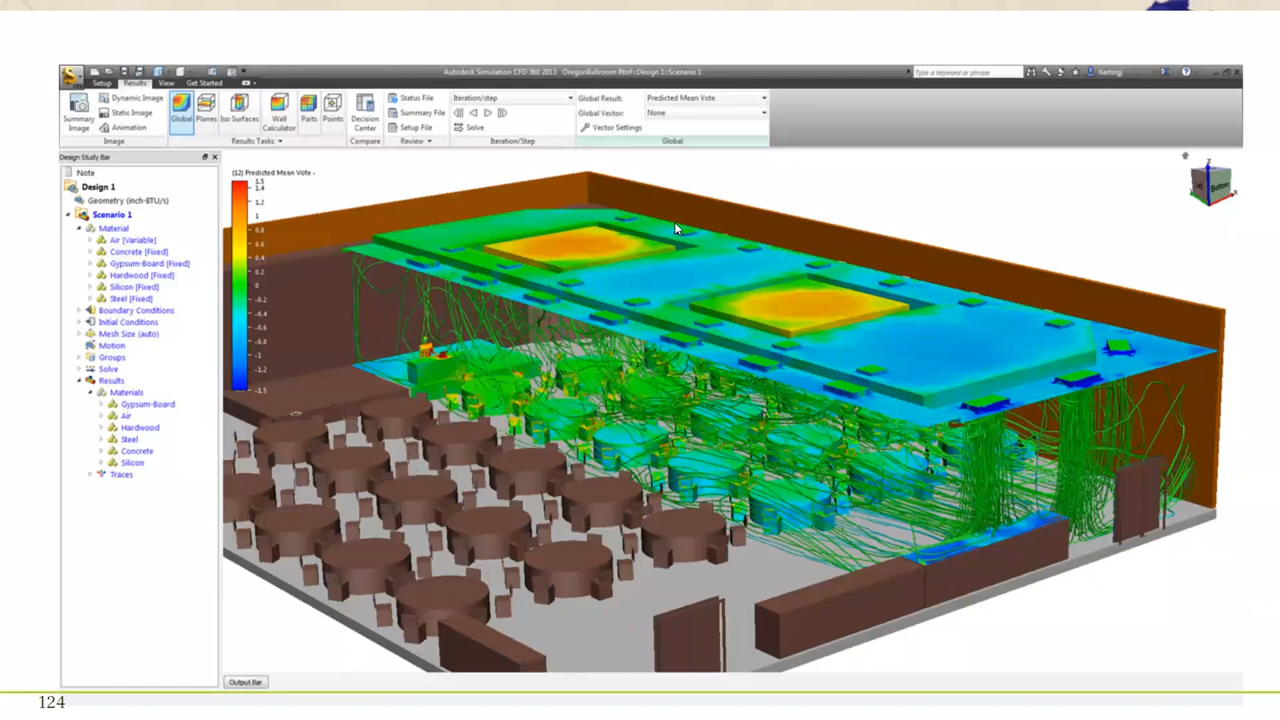 Autodesk Simulation CFD 360 2013 OregonBallroom RtoF::Design 1::Scenario 1
Type a keyword or phrase
hartogj
Setup
Results
View
Get Started
Summary Image
Dynamic Image
Static Image
Animation
Image
Global
Planes
Iso Surfaces
Wall Calculator
Parts
Points
Results Tasks
Decision Center
Compare
Status File
Summary File
Setup File
Review
Iteration/step
Solve
Iteration/Step
Global Result:
Predicted Mean Vote
Global Vector:
None
Vector Settings
Global
Design Study Bar
Note
Design 1
Geometry (inch-BTU/s)
Scenario 1
Material
Air [Variable]
Concrete [Fixed]
Gypsum-Board [Fixed]
Hardwood [Fixed]
Silicon [Fixed]
Steel [Fixed]
Boundary Conditions
Initial Conditions
Mesh Size (auto)
Motion
Groups
Solve
Results
Materials
Gypsum-Board
Air
Hardwood
Steel
Concrete
Silicon
Traces
(12) Predicted Mean Vote -
1.5
1.4
1.2
1
0.8
0.6
0.4
0.2
0
-0.2
-0.4
-0.6
-0.8
-1
-1.2
-1.5
Z
Bottom
Output Bar
124